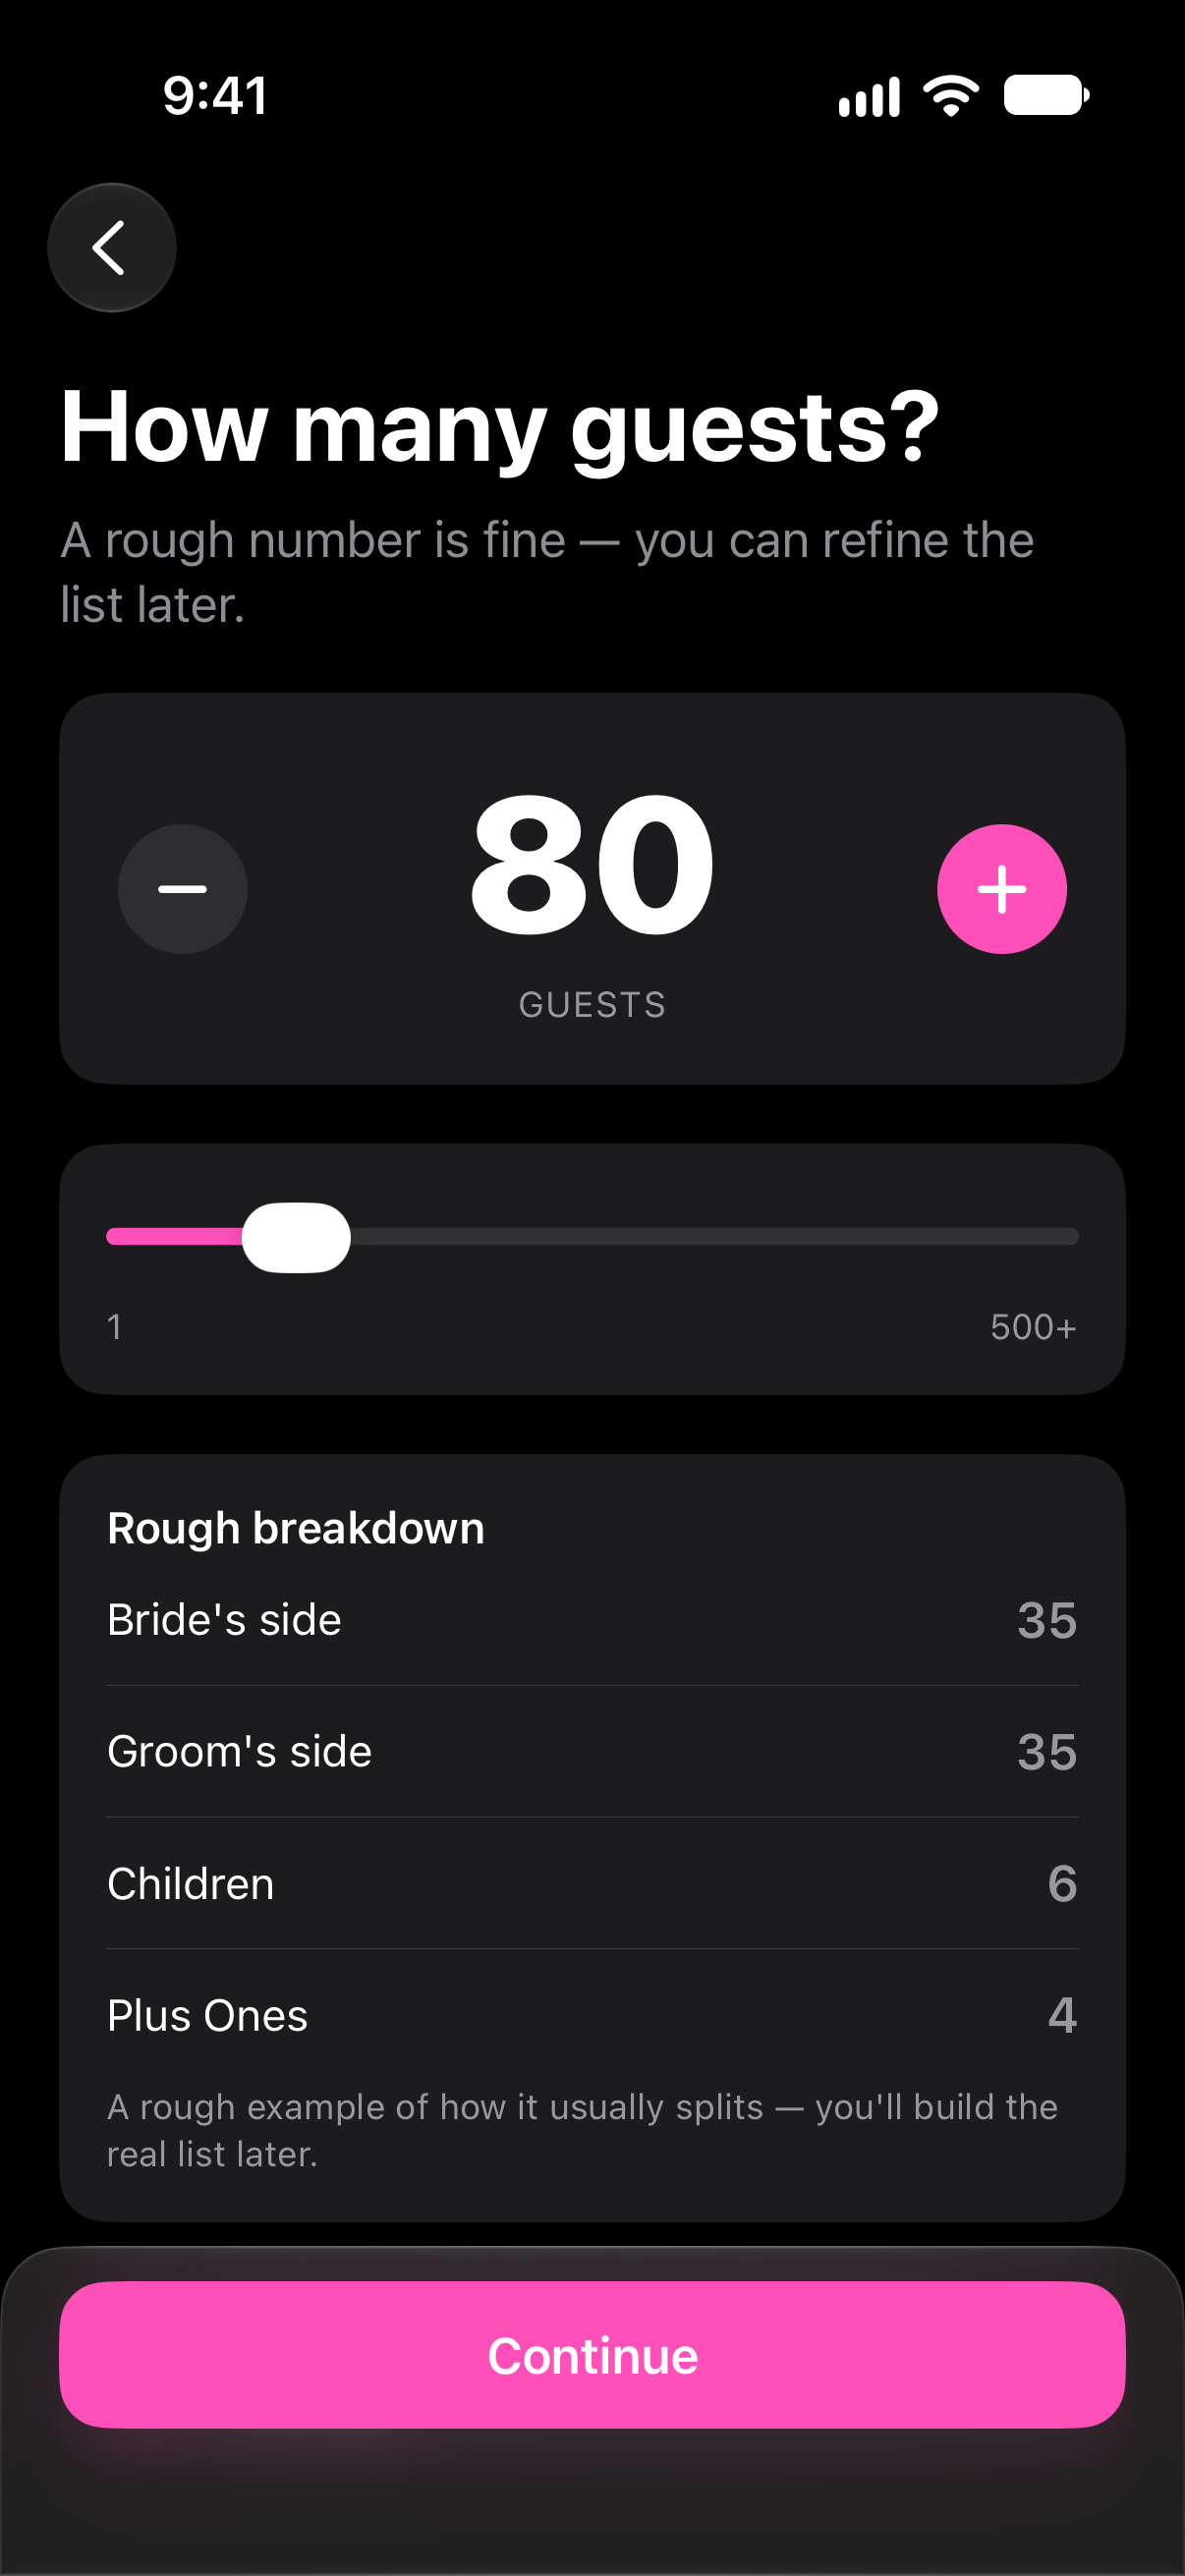 9:41
How many guests?
A rough number is fine — you can refine the
list later.
80
GUESTS
1
500+
Rough breakdown
Bride's side
35
Groom's side
35
Children
6
Plus Ones
4
A rough example of how it usually splits — you'll build the
real list later.
Continue